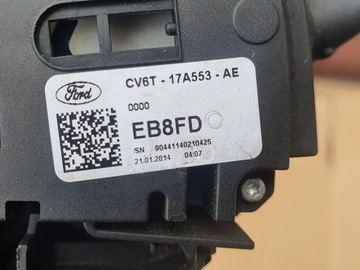 Ford
CV6T - 17A553 - AE
0000
EB8FD
/SN 90441140210425
21.01.2014 04:07